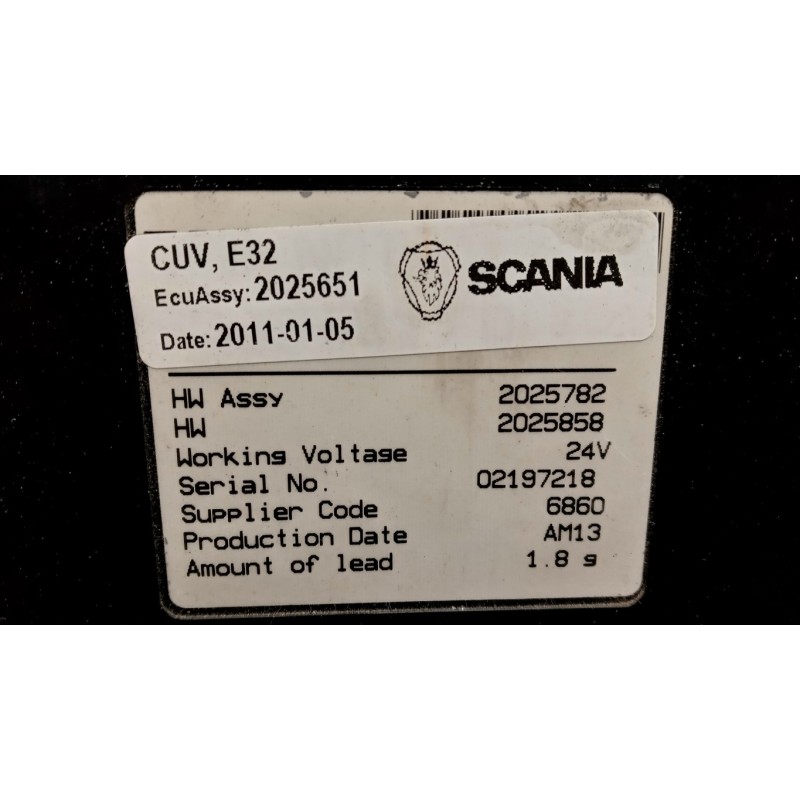 CUV, E32
EcuAssy: 2025651
Date: 2011-01-05
SCANIA
HW Assy 2025782
HW 2025858
Working Voltage 24V
Serial No. 02197218
Supplier Code 6860
Production Date AM13
Amount of lead 1.8 g